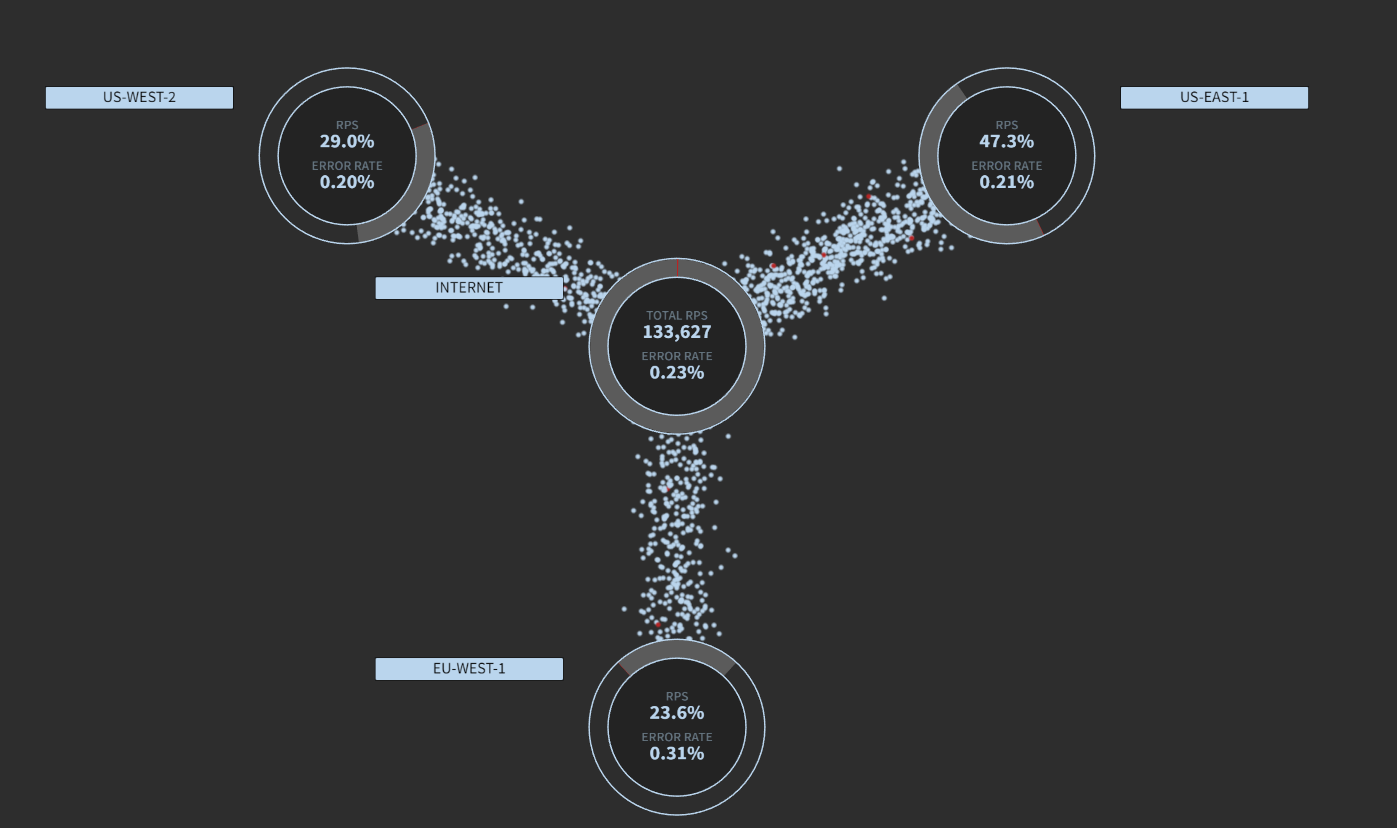 US-WEST-2
RPS
29.0%
ERROR RATE
0.20%
US-EAST-1
RPS
47.3%
ERROR RATE
0.21%
INTERNET
TOTAL RPS
133,627
ERROR RATE
0.23%
EU-WEST-1
RPS
23.6%
ERROR RATE
0.31%